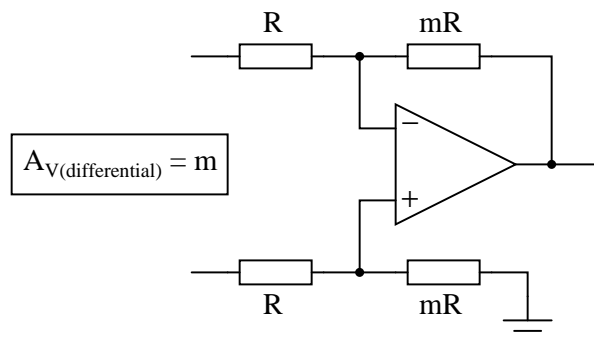 R
mR
A_V(differential) = m
−
+
R
mR